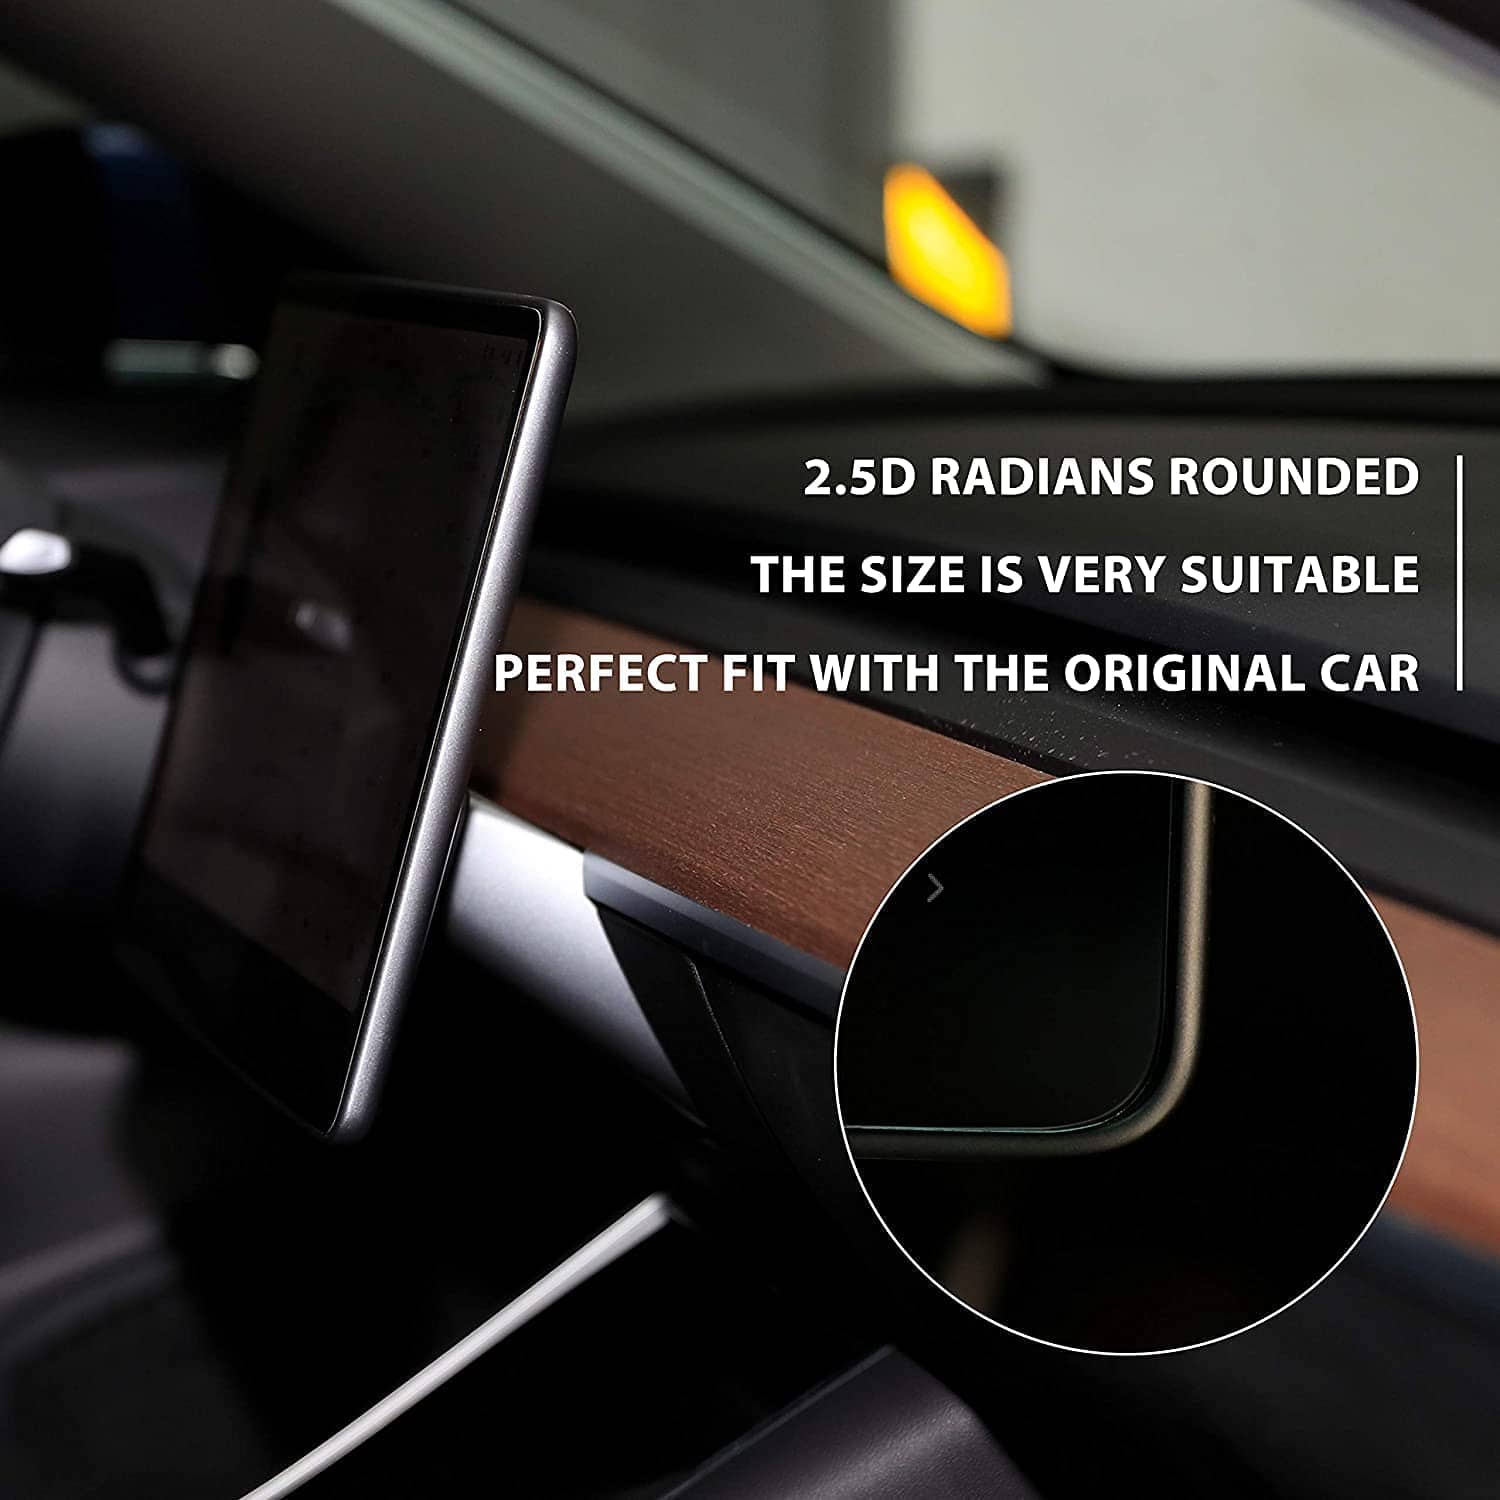 2.5D RADIANS ROUNDED
THE SIZE IS VERY SUITABLE
PERFECT FIT WITH THE ORIGINAL CAR